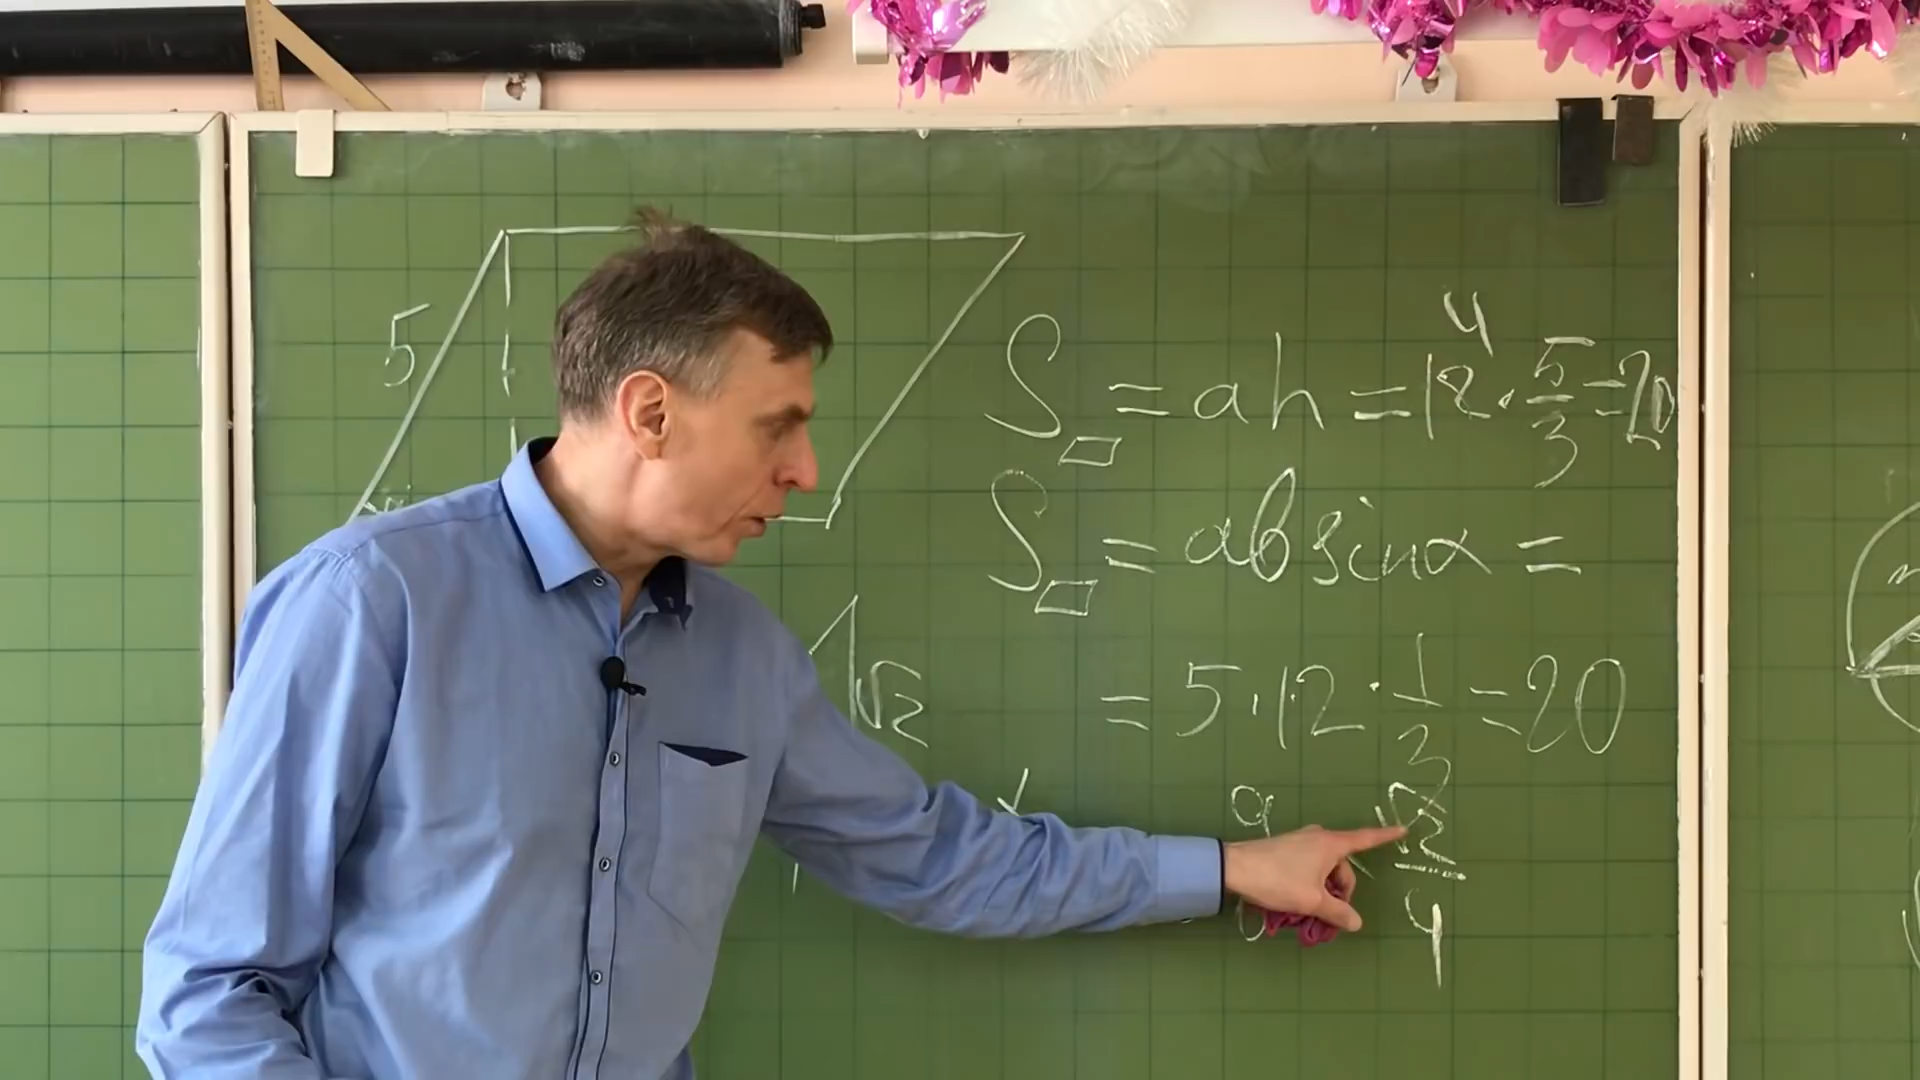 5
4
S▱ = ah = 12 · 5/3 = 20
S▱ = ab sin α =
√2
= 5 · 12 · 1/3 = 20
a
√2/4